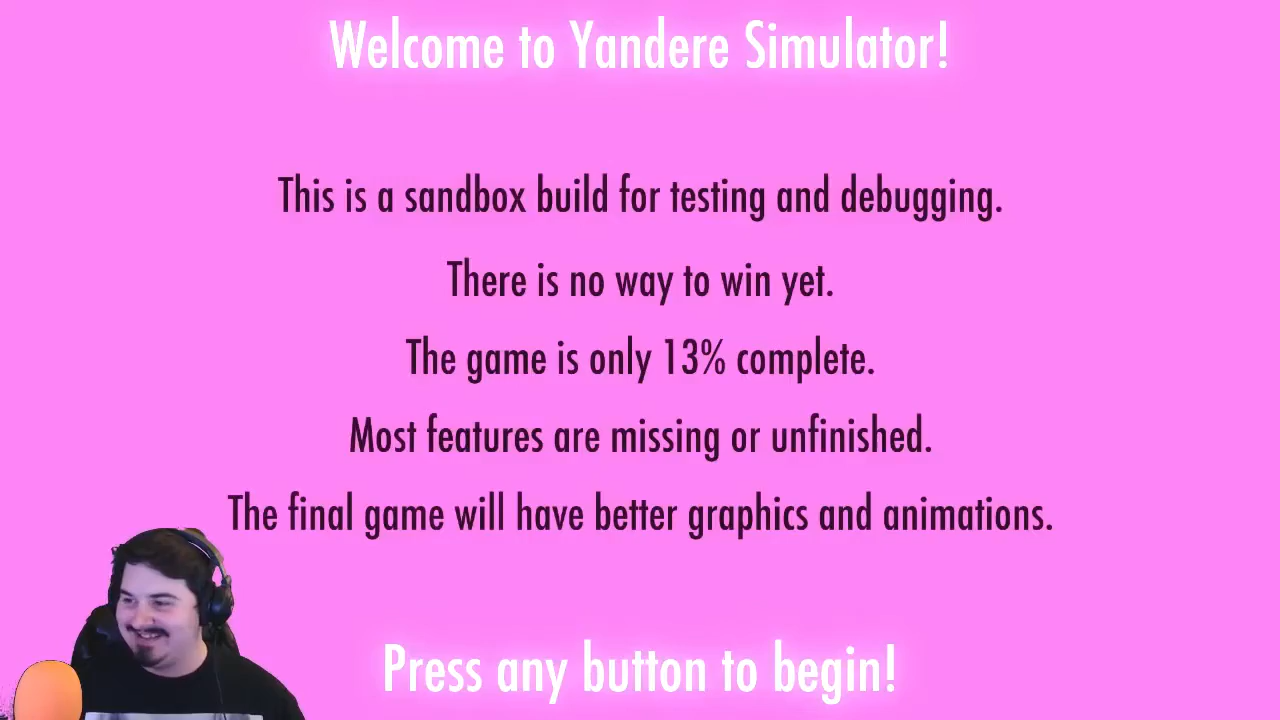 Welcome to Yandere Simulator!
This is a sandbox build for testing and debugging.
There is no way to win yet.
The game is only 13% complete.
Most features are missing or unfinished.
The final game will have better graphics and animations.
Press any button to begin!